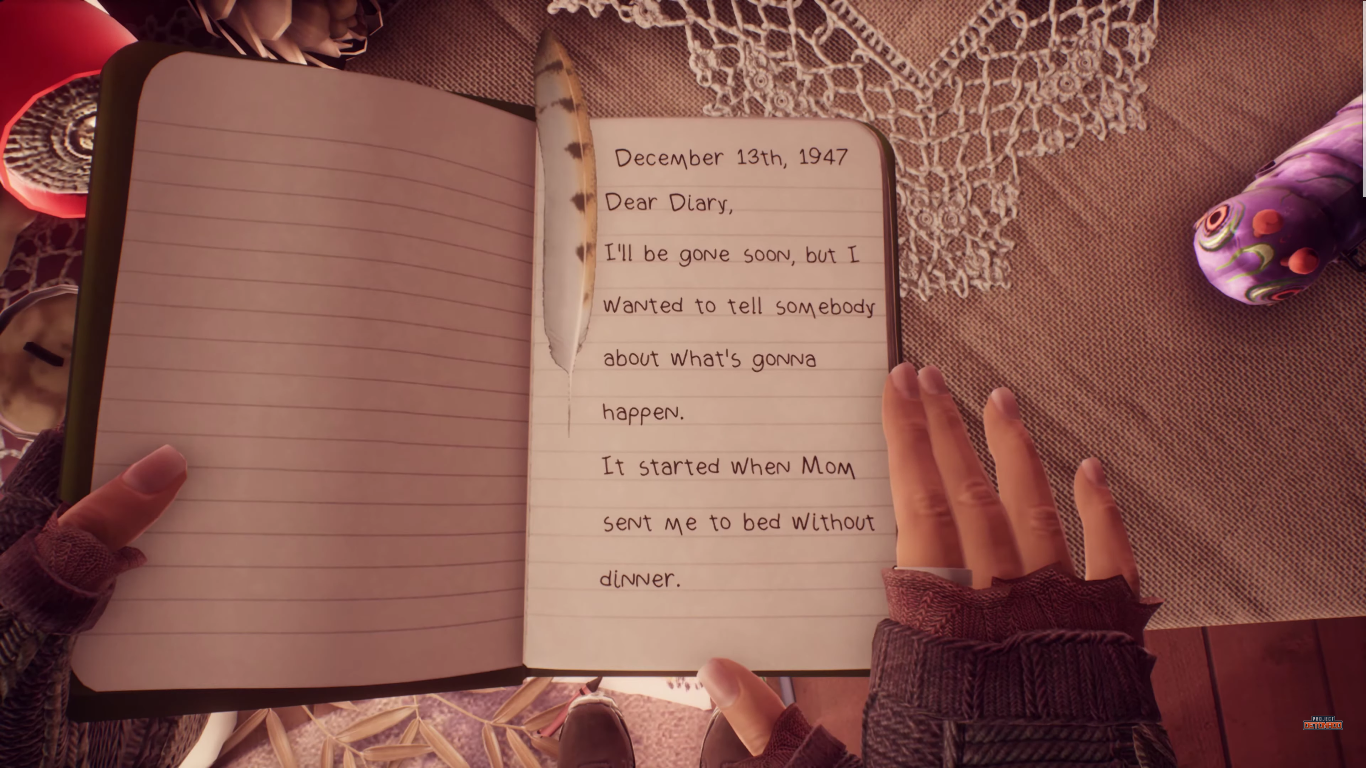 December 13th, 1947
Dear Diary,
I'll be gone soon, but I
wanted to tell somebody
about what's gonna
happen.
It started when Mom
sent me to bed without
dinner.
PROJECT